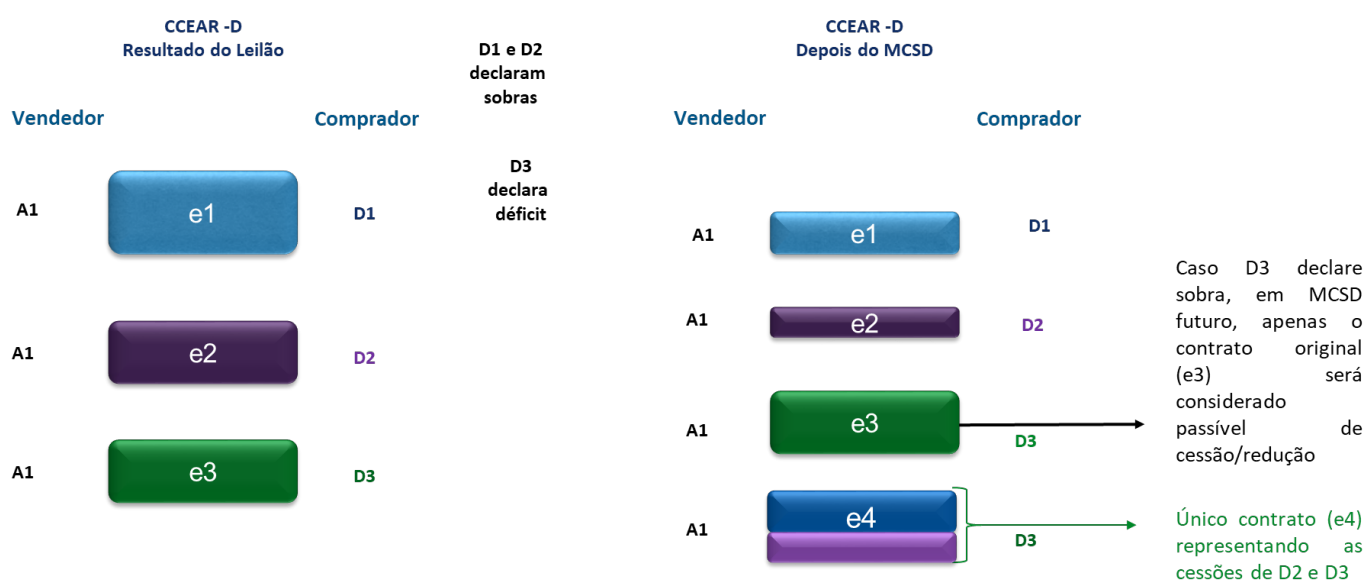 CCEAR -D
Resultado do Leilão
D1 e D2
declaram
sobras
D3
declara
déficit
Vendedor
Comprador
A1
e1
D1
A1
e2
D2
A1
e3
D3
CCEAR -D
Depois do MCSD
Vendedor
Comprador
A1
e1
D1
A1
e2
D2
A1
e3
D3
A1
e4
D3
Caso D3 declare
sobra, em MCSD
futuro, apenas o
contrato original
(e3) será
considerado
passível de
cessão/redução
Único contrato (e4)
representando as
cessões de D2 e D3